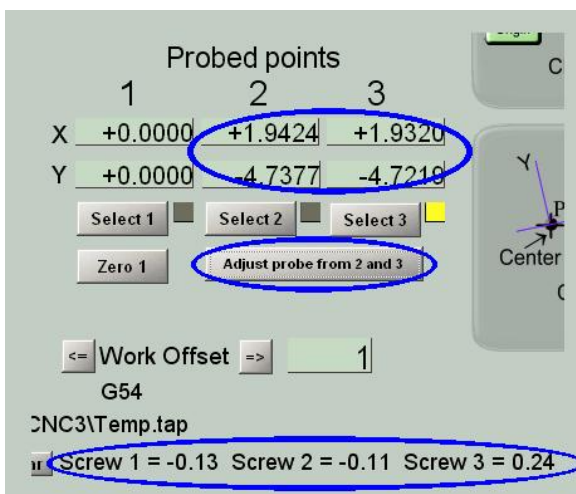 Probed points
1 2 3
X +0.0000 +1.9424 +1.9320
Y +0.0000 -4.7377 -4.7219
Select 1 Select 2 Select 3
Zero 1 Adjust probe from 2 and 3
<= Work Offset => 1
G54
CNC3\Temp.tap
Screw 1 = -0.13 Screw 2 = -0.11 Screw 3 = 0.24
C
Y
P
Center